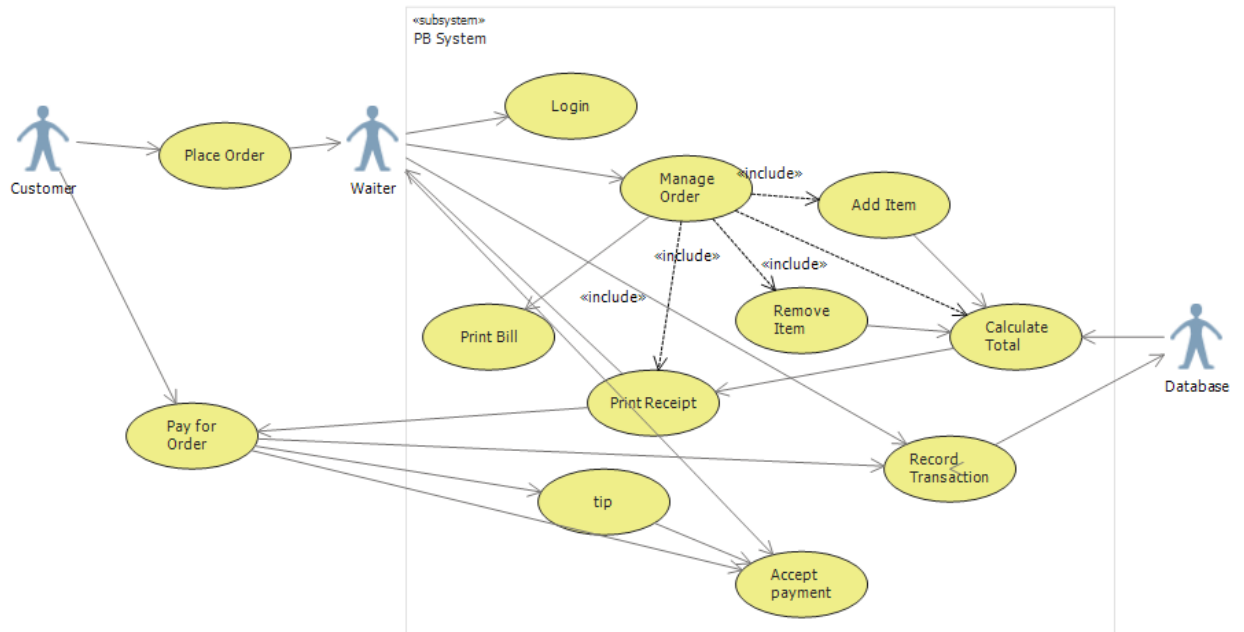 «subsystem»
PB System
Login
Customer
Place Order
Waiter
Manage
Order
«include»
Add Item
«include»
«include»
«include»
Print Bill
Remove
Item
Calculate
Total
Database
Print Receipt
Pay for
Order
Record
Transaction
tip
Accept
payment